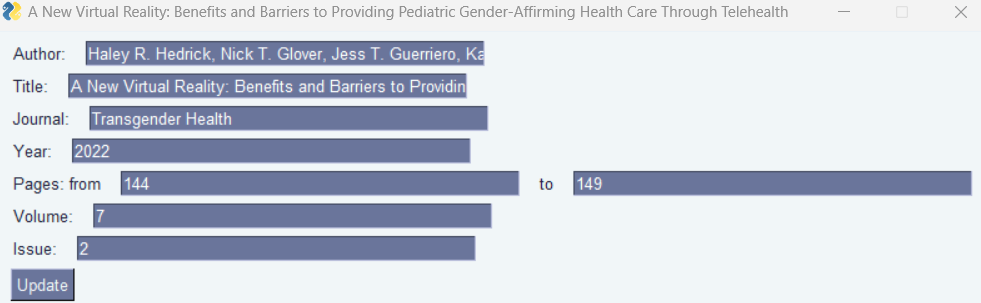 A New Virtual Reality: Benefits and Barriers to Providing Pediatric Gender-Affirming Health Care Through Telehealth
Author: Haley R. Hedrick, Nick T. Glover, Jess T. Guerriero, Ka
Title: A New Virtual Reality: Benefits and Barriers to Providin
Journal: Transgender Health
Year: 2022
Pages: from 144 to 149
Volume: 7
Issue: 2
Update